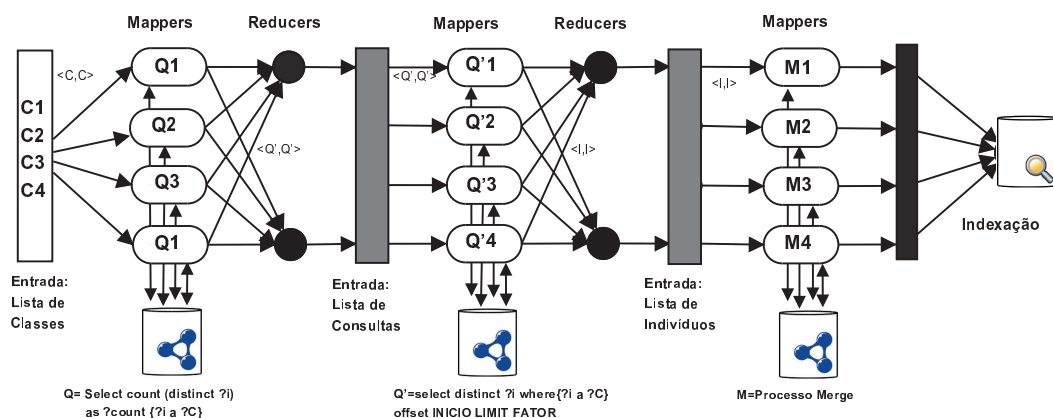 Mappers
Reducers
Mappers
Reducers
Mappers
<C,C>
Q1
<Q',Q'>
Q'1
<I,I>
M1
C1
C2
C3
C4
Q2
Q'2
M2
<Q',Q'>
<I,I>
Q3
Q'3
M3
Q1
Q'4
M4
Indexação
Entrada:
Lista de
Classes
Entrada:
Lista de
Consultas
Entrada:
Lista de
Indivíduos
Q= Select count (distinct ?i)
as ?count {?i a ?C}
Q'=select distinct ?i where{?i a ?C}
offset INICIO LIMIT FATOR
M=Processo Merge